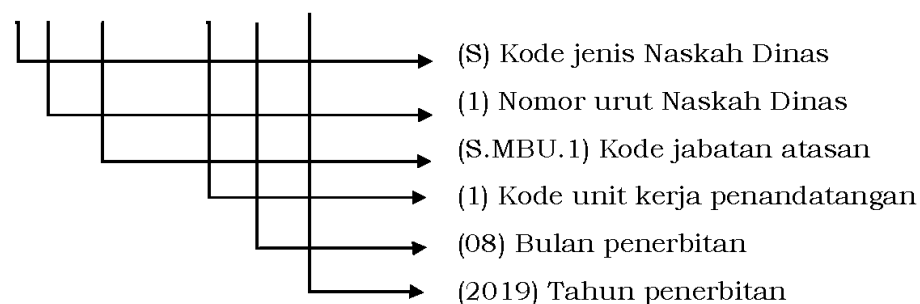 (S) Kode jenis Naskah Dinas
(1) Nomor urut Naskah Dinas
(S.MBU.1) Kode jabatan atasan
(1) Kode unit kerja penandatangan
(08) Bulan penerbitan
(2019) Tahun penerbitan